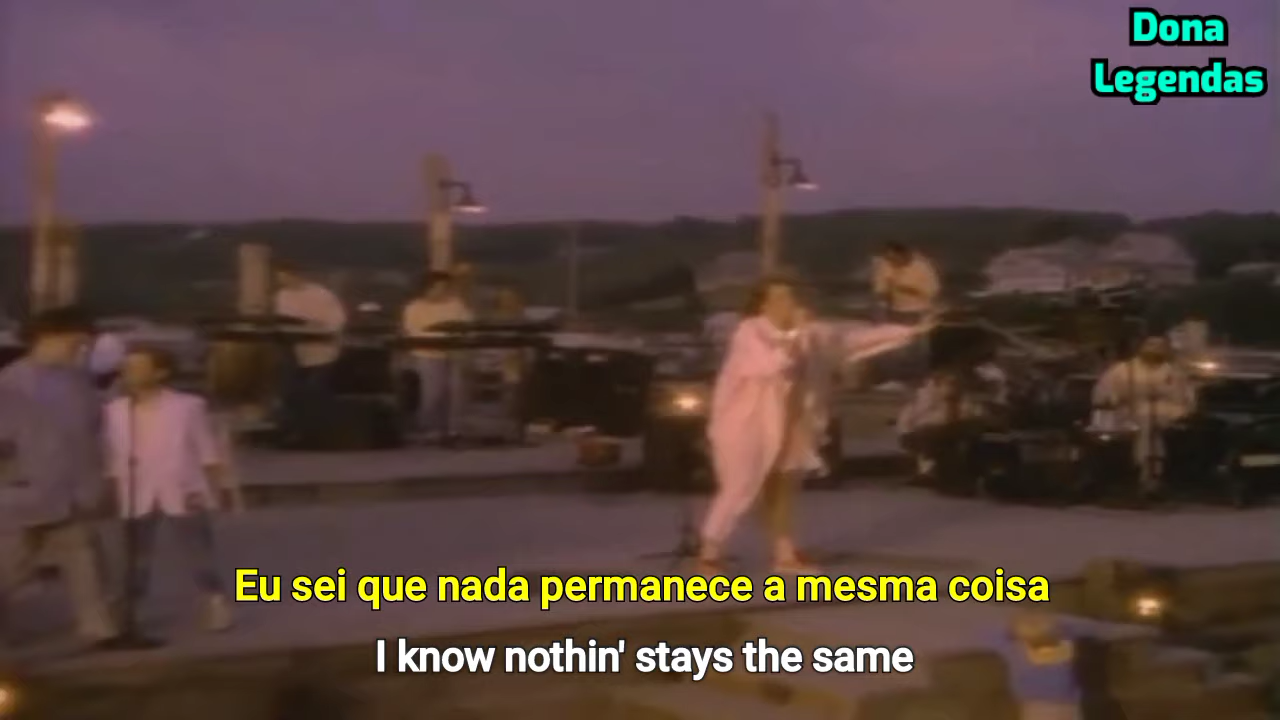 Dona
Legendas
Eu sei que nada permanece a mesma coisa
I know nothin' stays the same